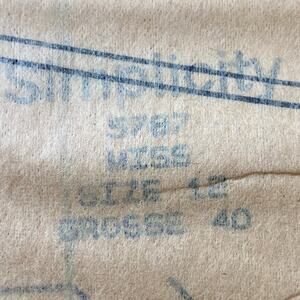 Simplicity
5787
MISS
SIZE 12
GROSSE 40